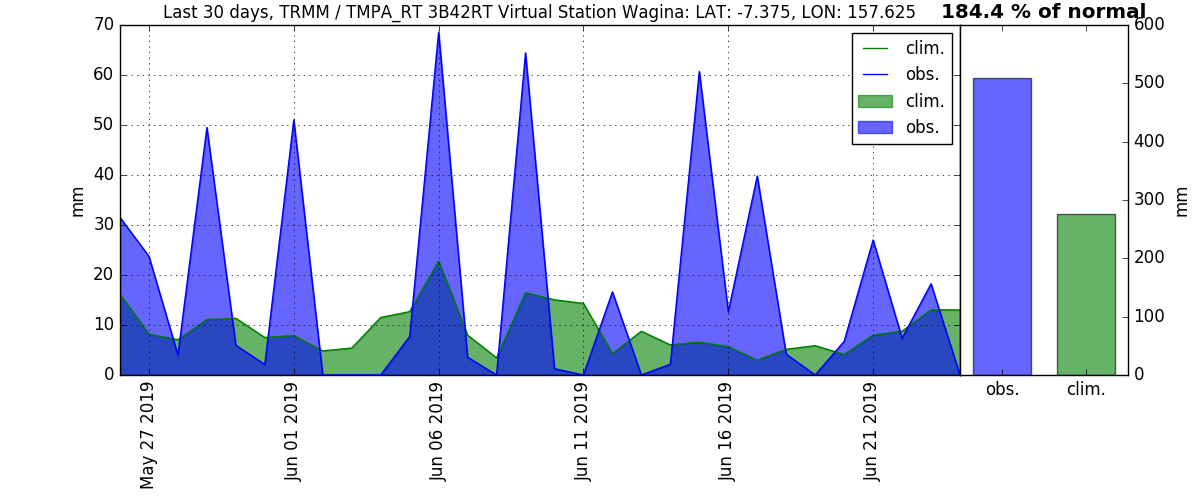 Last 30 days, TRMM / TMPA_RT 3B42RT Virtual Station Wagina: LAT: -7.375, LON: 157.625
184.4 % of normal
70
60
50
40
30
20
10
0
mm
clim.
obs.
clim.
obs.
600
500
400
300
200
100
0
mm
May 27 2019
Jun 01 2019
Jun 06 2019
Jun 11 2019
Jun 16 2019
Jun 21 2019
obs.
clim.